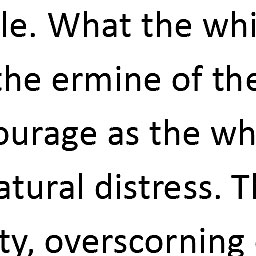 le. What the whi
the ermine of the
ourage as the wh
atural distress. Th
ty, overscorning